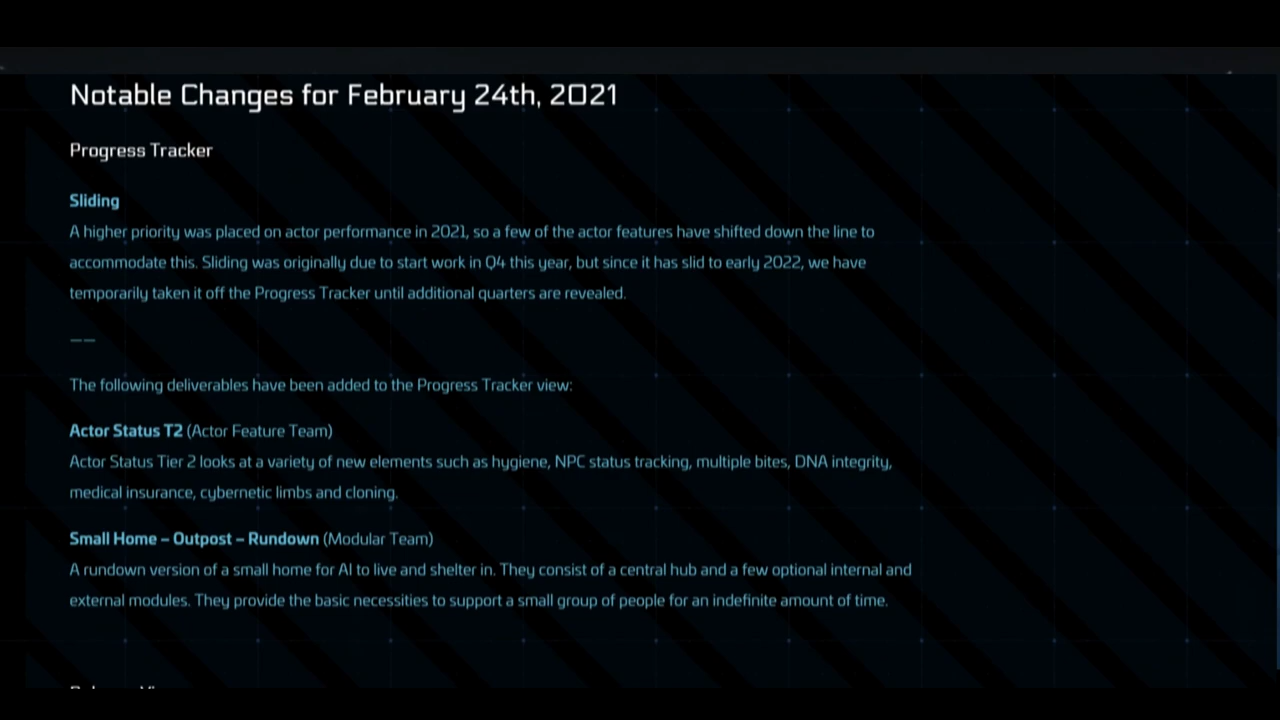 Notable Changes for February 24th, 2021
Progress Tracker
Sliding
A higher priority was placed on actor performance in 2021, so a few of the actor features have shifted down the line to
accommodate this. Sliding was originally due to start work in Q4 this year, but since it has slid to early 2022, we have
temporarily taken it off the Progress Tracker until additional quarters are revealed.
——
The following deliverables have been added to the Progress Tracker view:
Actor Status T2 (Actor Feature Team)
Actor Status Tier 2 looks at a variety of new elements such as hygiene, NPC status tracking, multiple bites, DNA integrity,
medical insurance, cybernetic limbs and cloning.
Small Home – Outpost – Rundown (Modular Team)
A rundown version of a small home for AI to live and shelter in. They consist of a central hub and a few optional internal and
external modules. They provide the basic necessities to support a small group of people for an indefinite amount of time.